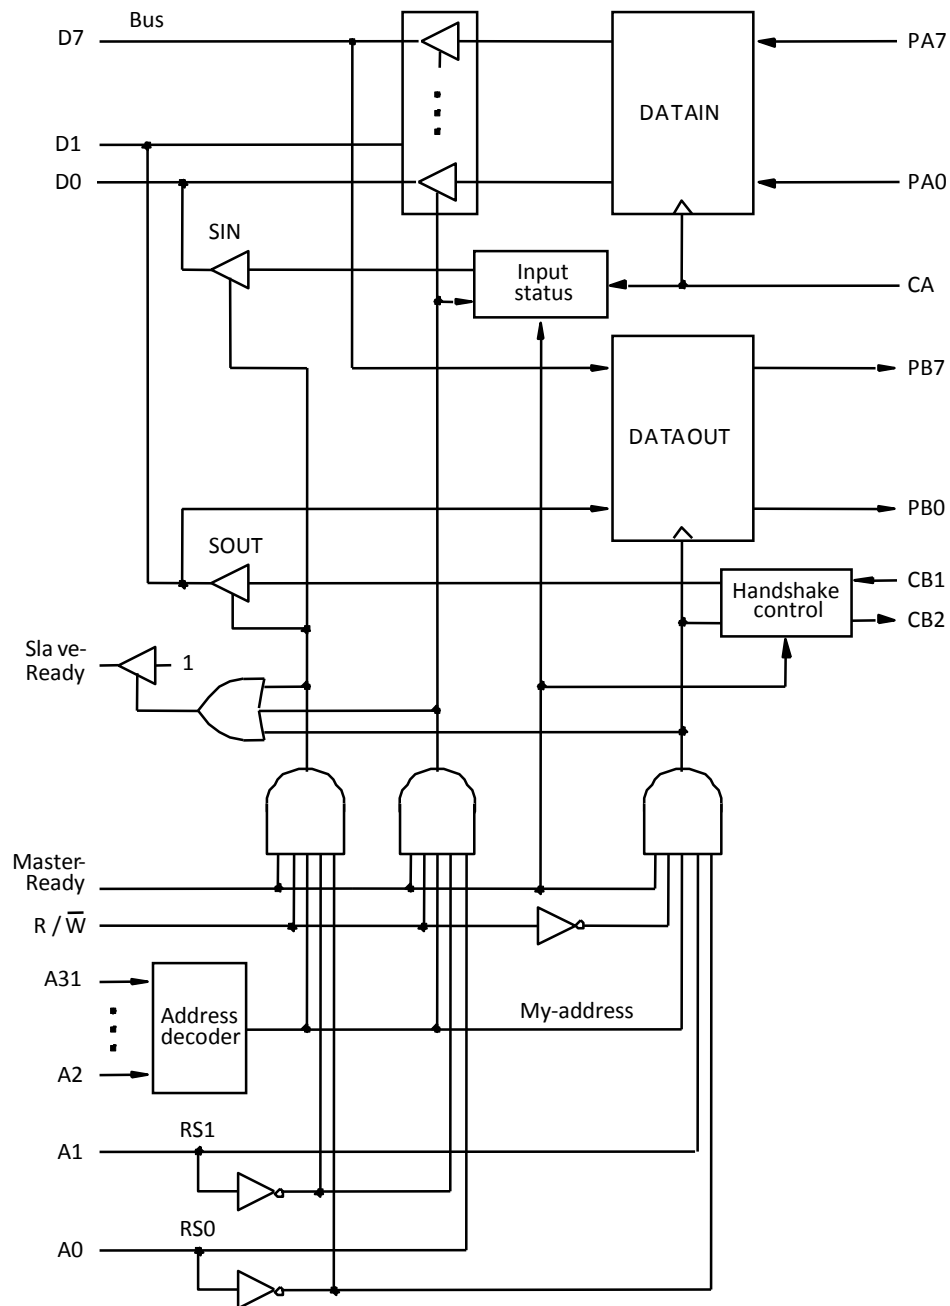 Bus
D7
PA7
DATAIN
D1
D0
PA0
SIN
Input
status
CA
PB7
DATAOUT
PB0
SOUT
CB1
Handshake
control
CB2
Sla ve-
Ready
1
Master-
Ready
R / W̅
A31
My-address
Address
decoder
A2
RS1
A1
RS0
A0